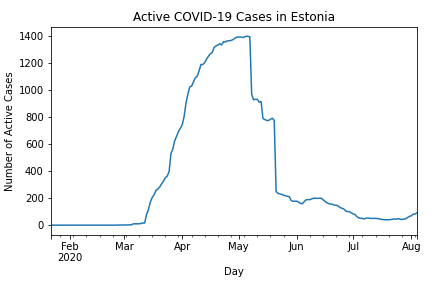 Active COVID-19 Cases in Estonia
Number of Active Cases
1400
1200
1000
800
600
400
200
0
Feb
2020
Mar
Apr
May
Jun
Jul
Aug
Day